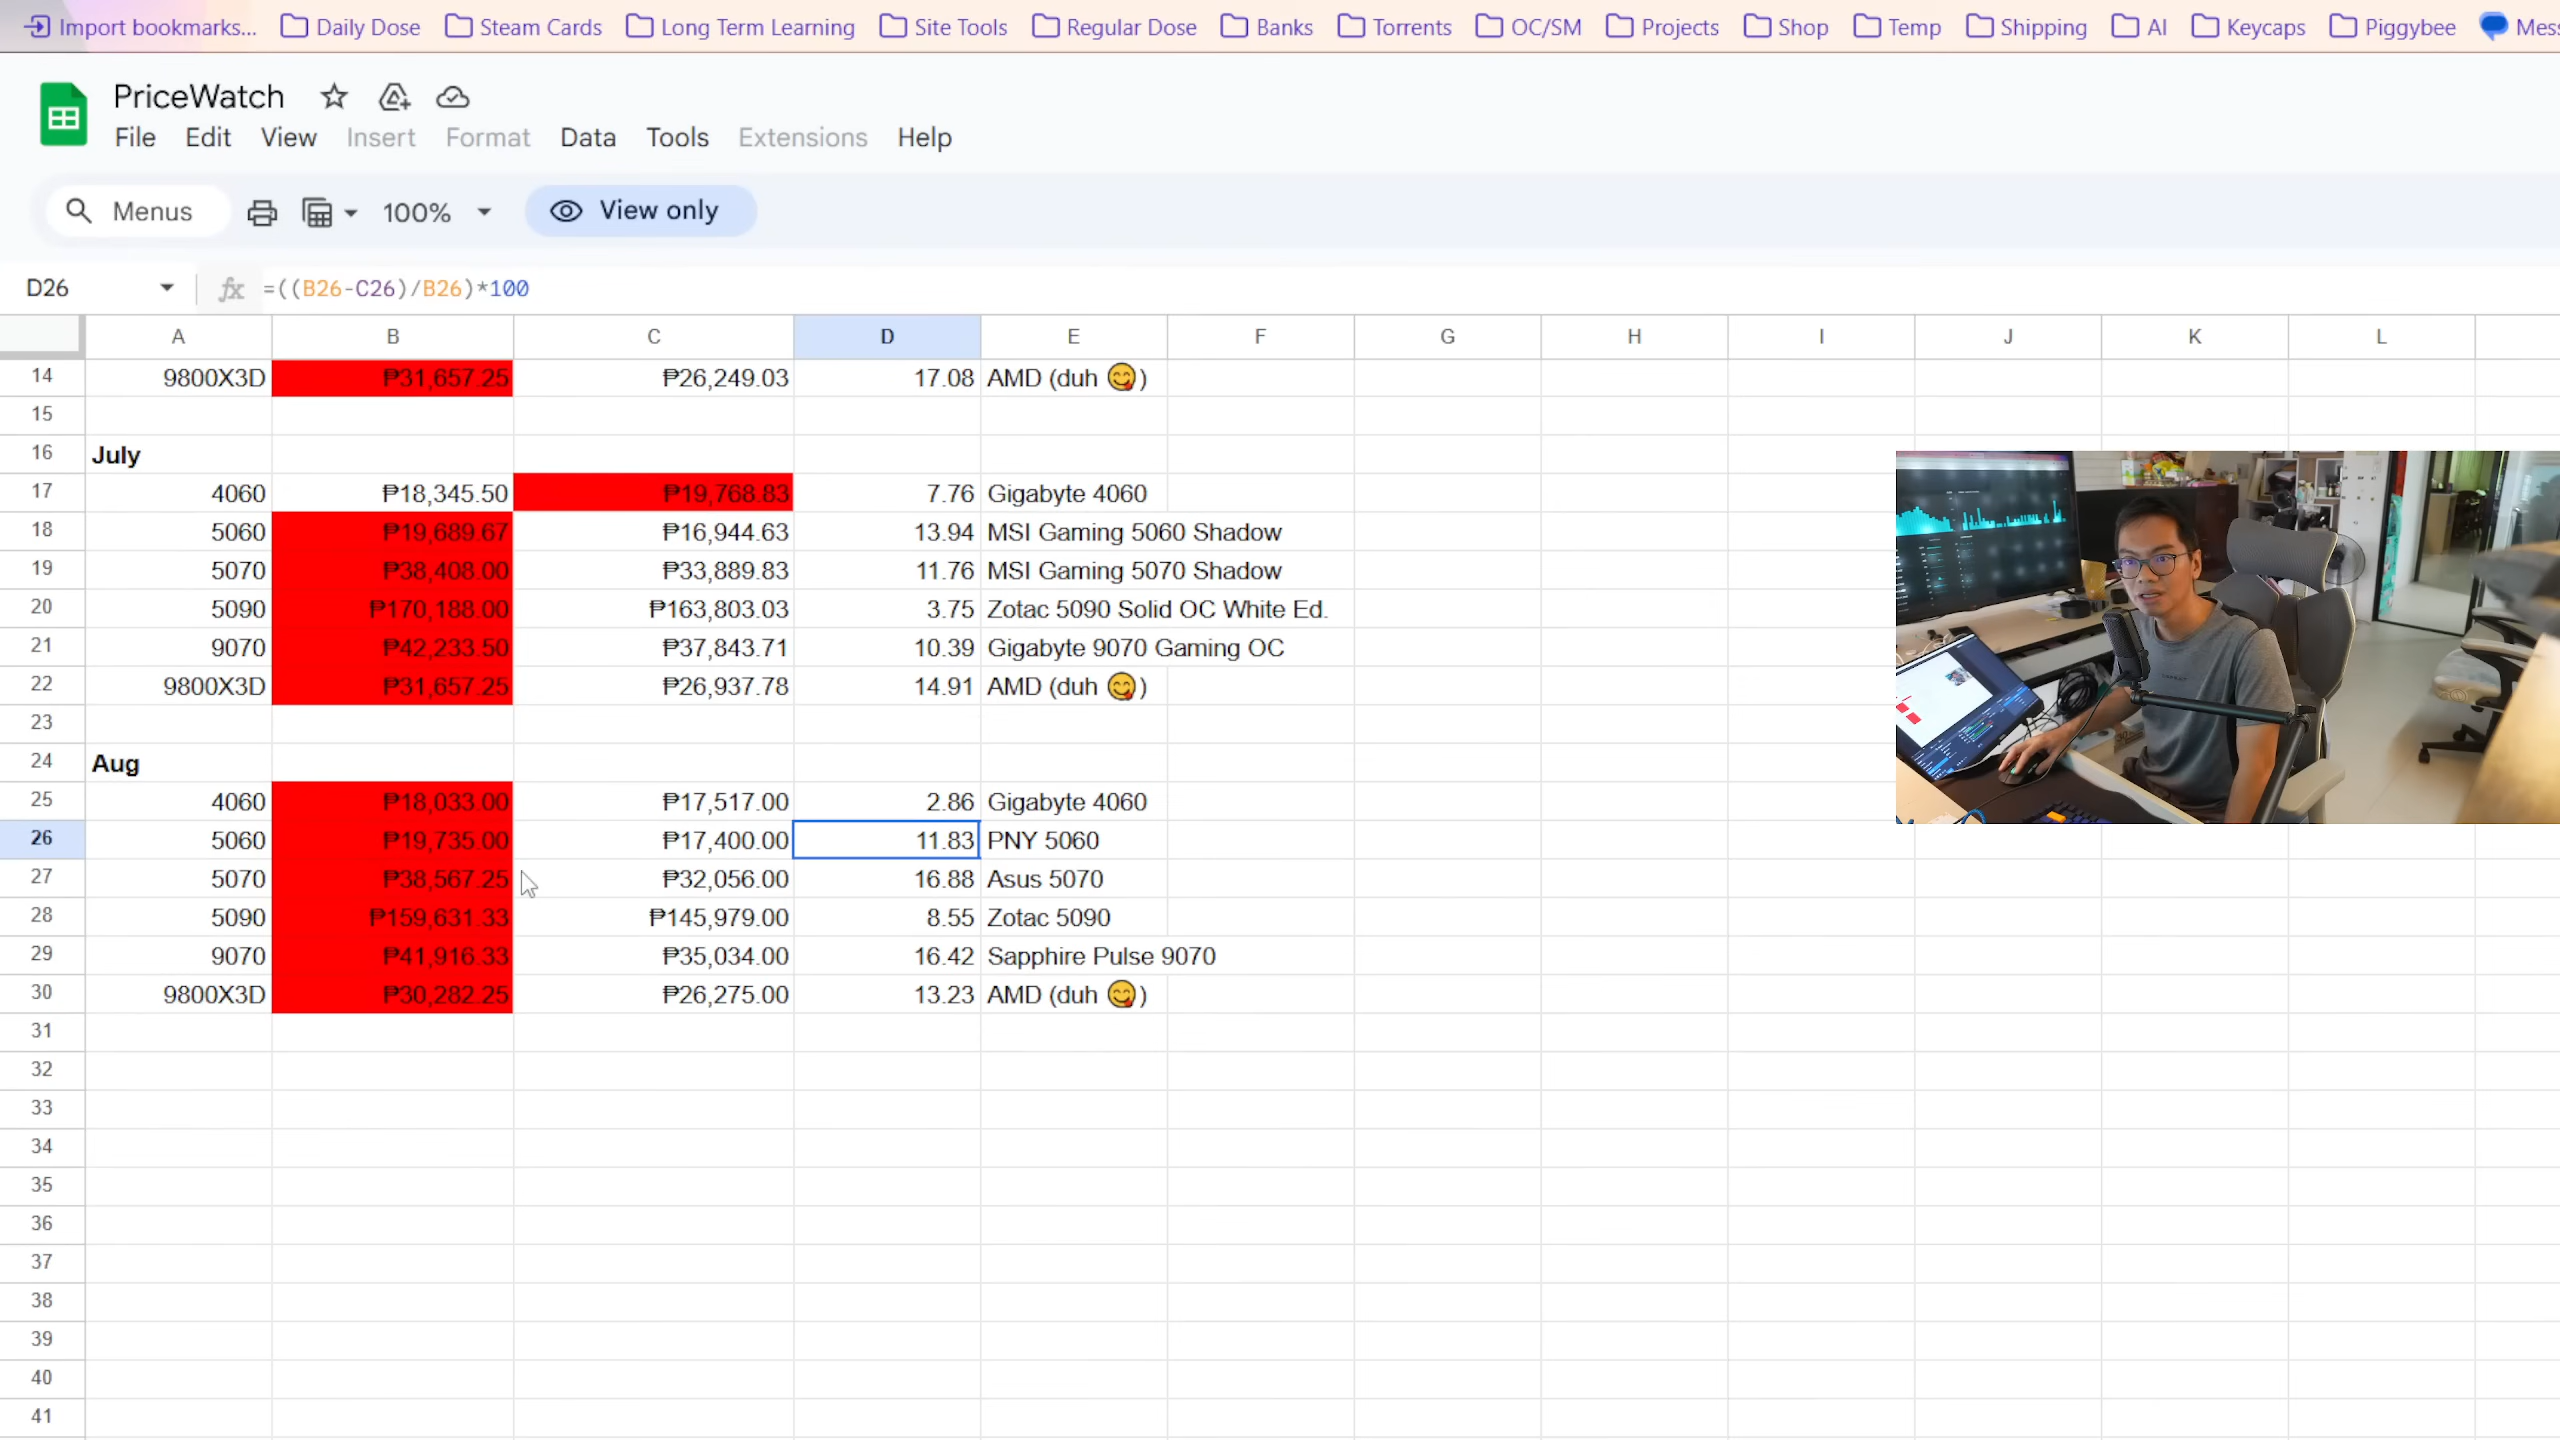 Import bookmarks... Daily Dose Steam Cards Long Term Learning Site Tools Regular Dose Banks Torrents OC/SM Projects Shop Temp Shipping AI Keycaps Piggybee Mess
PriceWatch
File Edit View Insert Format Data Tools Extensions Help
Menus 100% View only
D26 fx =((B26-C26)/B26)*100
A B C D E F G H I J K L
14 9800X3D ₱31,657.25 ₱26,249.03 17.08 AMD (duh 😋)
15
16 July
17 4060 ₱18,345.50 ₱19,768.83 7.76 Gigabyte 4060
18 5060 ₱19,689.67 ₱16,944.63 13.94 MSI Gaming 5060 Shadow
19 5070 ₱38,408.00 ₱33,889.83 11.76 MSI Gaming 5070 Shadow
20 5090 ₱170,188.00 ₱163,803.03 3.75 Zotac 5090 Solid OC White Ed.
21 9070 ₱42,233.50 ₱37,843.71 10.39 Gigabyte 9070 Gaming OC
22 9800X3D ₱31,657.25 ₱26,937.78 14.91 AMD (duh 😋)
23
24 Aug
25 4060 ₱18,033.00 ₱17,517.00 2.86 Gigabyte 4060
26 5060 ₱19,735.00 ₱17,400.00 11.83 PNY 5060
27 5070 ₱38,567.25 ₱32,056.00 16.88 Asus 5070
28 5090 ₱159,631.33 ₱145,979.00 8.55 Zotac 5090
29 9070 ₱41,916.33 ₱35,034.00 16.42 Sapphire Pulse 9070
30 9800X3D ₱30,282.25 ₱26,275.00 13.23 AMD (duh 😋)
31
32
33
34
35
36
37
38
39
40
41